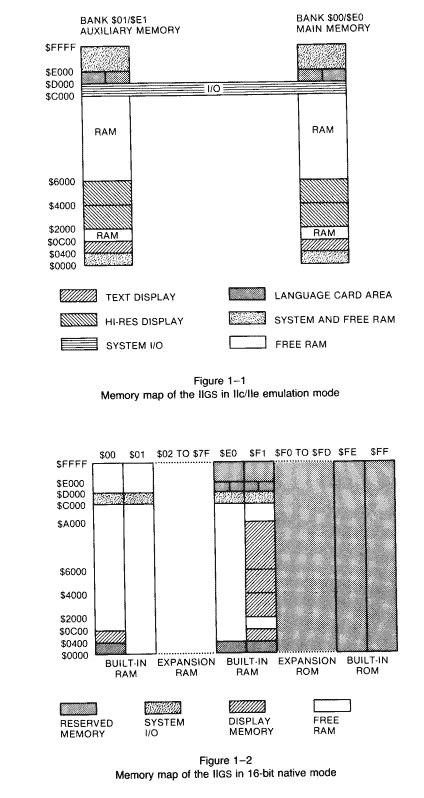 BANK $01/$E1
AUXILIARY MEMORY
BANK $00/$E0
MAIN MEMORY
$FFFF
$E000
$D000
$C000
I/O
RAM
RAM
$6000
$4000
$2000
RAM
RAM
$0C00
$0400
$0000
TEXT DISPLAY
LANGUAGE CARD AREA
HI-RES DISPLAY
SYSTEM AND FREE RAM
SYSTEM I/O
FREE RAM
Figure 1–1
Memory map of the IIGS in IIc/IIe emulation mode
$00 $01 $02 TO $7F $E0 $F1 $F0 TO $FD $FE $FF
$FFFF
$E000
$D000
$C000
$A000
$6000
$4000
$2000
$0C00
$0400
$0000
BUILT-IN RAM
EXPANSION RAM
BUILT-IN RAM
EXPANSION ROM
BUILT-IN ROM
RESERVED MEMORY
SYSTEM I/O
DISPLAY MEMORY
FREE RAM
Figure 1–2
Memory map of the IIGS in 16-bit native mode